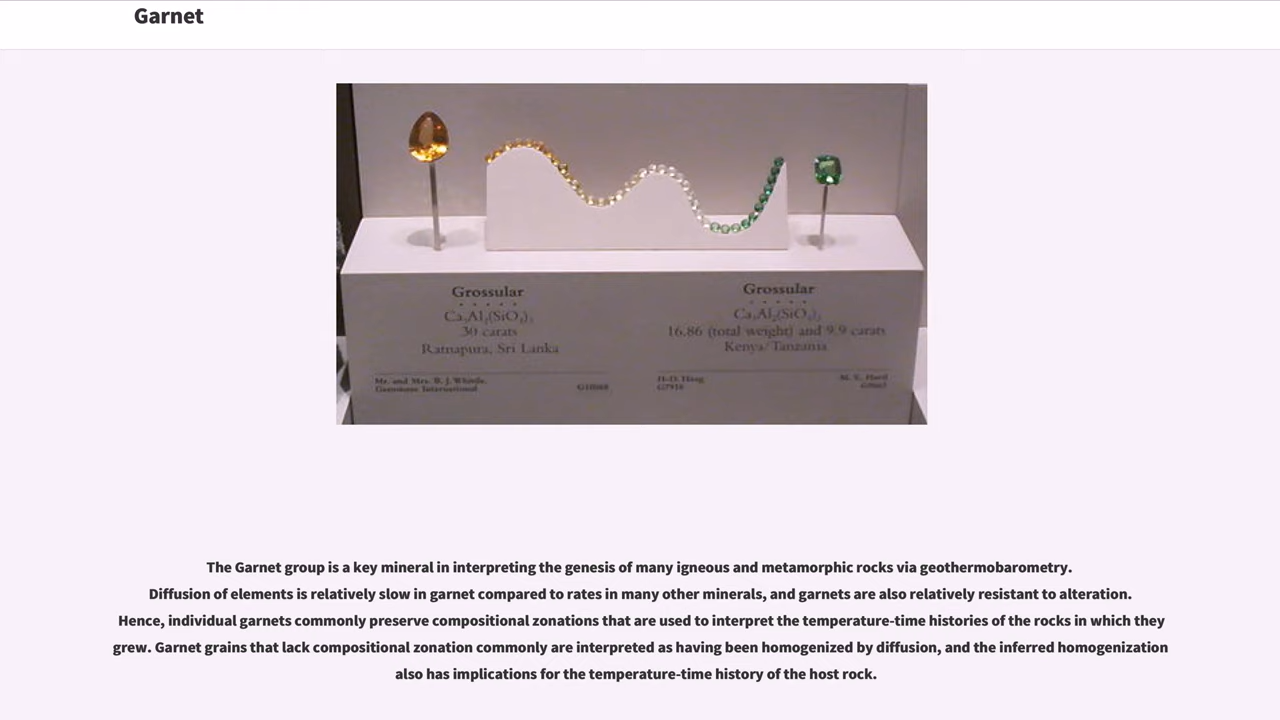 Garnet
Grossular
Ca3Al2(SiO4)3
30 carats
Ratnapura, Sri Lanka
Mr. and Mrs. B. J. Whistle,
Gemstone International
Grossular
Ca3Al2(SiO4)3
16.86 (total weight) and 9.9 carats
Kenya/Tanzania
The Garnet group is a key mineral in interpreting the genesis of many igneous and metamorphic rocks via geothermobarometry.
Diffusion of elements is relatively slow in garnet compared to rates in many other minerals, and garnets are also relatively resistant to alteration.
Hence, individual garnets commonly preserve compositional zonations that are used to interpret the temperature-time histories of the rocks in which they
grew. Garnet grains that lack compositional zonation commonly are interpreted as having been homogenized by diffusion, and the inferred homogenization
also has implications for the temperature-time history of the host rock.